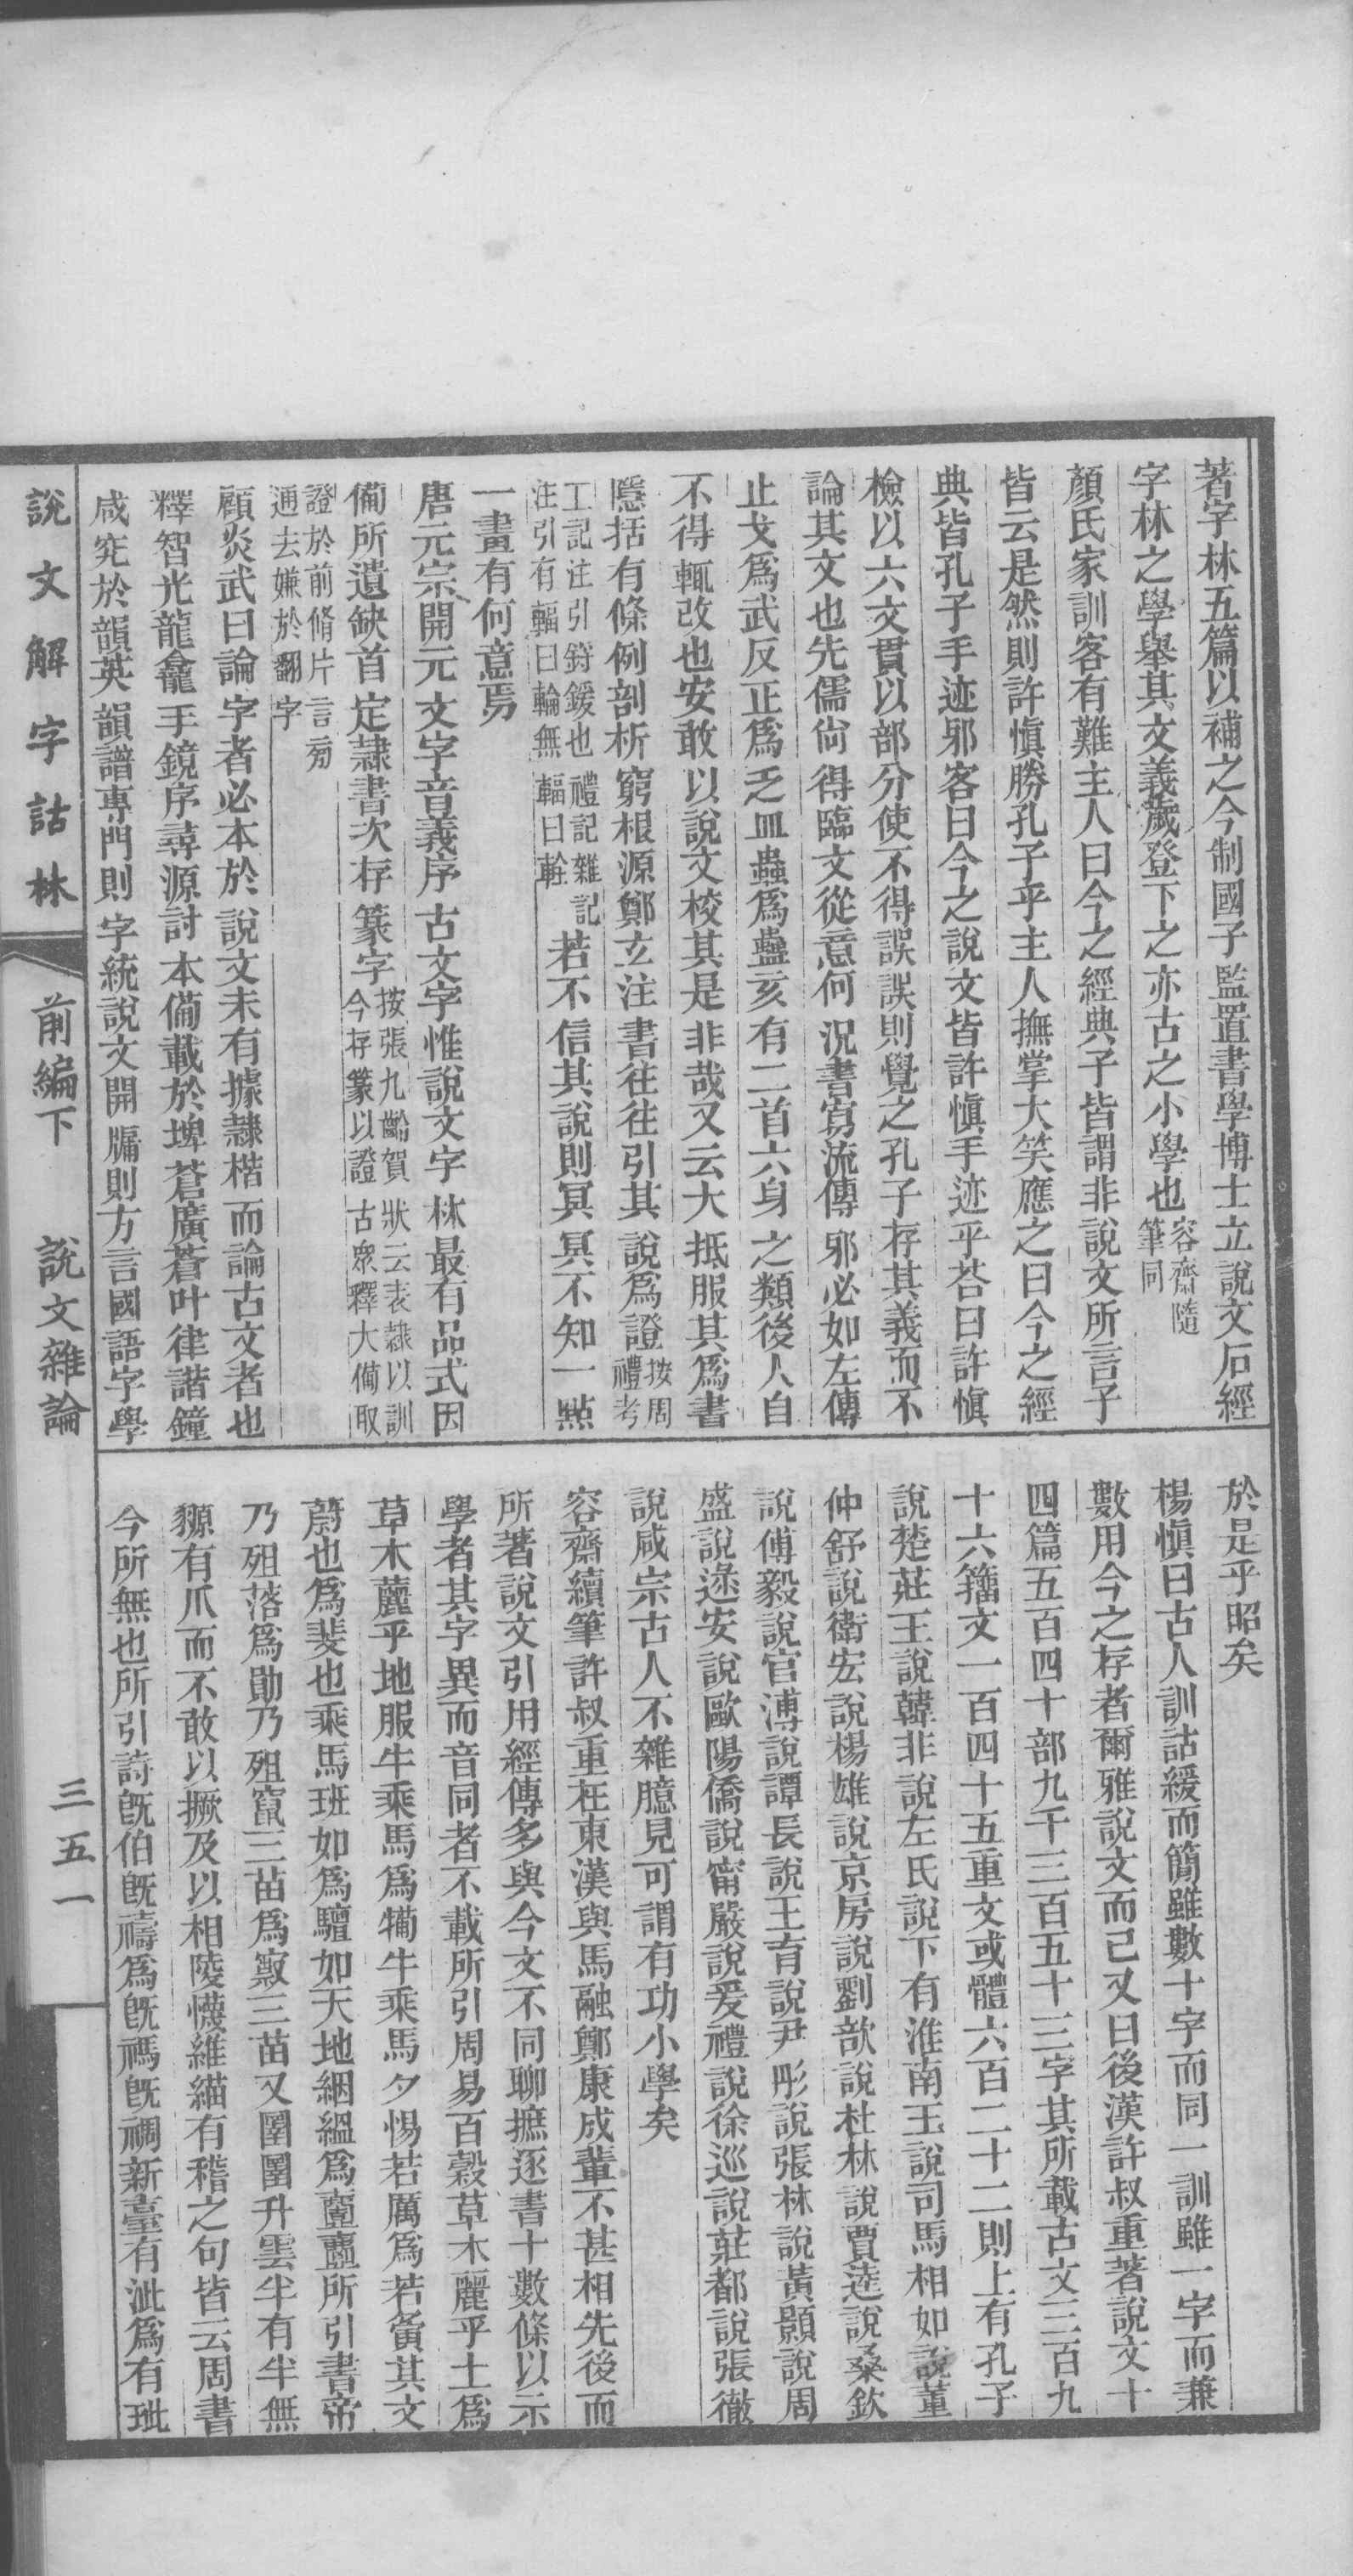 著字林五篇以補之今制國子監置書學博士立說文石經
字林之學舉其文義歲登下之亦古之小學也容齋隨筆同
顏氏家訓客有難主人曰今之經典子皆謂非說文所言子
皆云是然則許愼勝孔子乎主人撫掌大笑應之曰今之經
典皆孔子手迹邪客曰今之說文皆許愼手迹乎荅曰許愼
檢以六文貫以部分使不得誤誤則覺之孔子存其義而不
論其文也先儒尙得臨文從意何況書寫流傳邪必如左傳
止戈爲武反正爲乏皿蟲爲蠱亥有二首六身之類後人自
不得輒改也安敢以說文校其是非哉又云大抵服其爲書
隱括有條例剖析窮根源鄭玄注書往往引其說爲證按周禮考
工記注引鋝鍰也禮記雜記注引有輻曰輪無輻曰輇若不信其說則冥冥不知一點
一畫有何意焉
唐元宗開元文字音義序古文字惟說文字林最有品式因
備所遺缺首定隸書次存篆字按張九齡賀狀云表隸以訓今存篆以證古眾釋大備取
證於前脩片言旁通去嫌於翻字
顧炎武曰論字者必本於說文未有據隸楷而論古文者也
釋智光龍龕手鏡序尋源討本備載於埤蒼廣蒼叶律諧鐘
咸究於韻英韻譜專門則字統說文開牖則方言國語字學
於是乎昭矣
楊愼曰古人訓詁緩而簡雖數十字而同一訓雖一字而兼
數用今之存者爾雅說文而已又曰後漢許叔重著說文十
四篇五百四十部九千三百五十三字其所載古文三百九
十六籀文一百四十五重文或體六百二十二則上有孔子
說楚莊王說韓非說左氏說下有淮南王說司馬相如說董
仲舒說衛宏說楊雄說京房說劉歆說杜林說賈逵說桑欽
說傅毅說官溥說譚長說王育說尹彤說張林說黃顥說周
盛說逯安說歐陽僑說甯嚴說爰禮說徐巡說莊都說張徹
說咸宗古人不雜臆見可謂有功小學矣
容齋續筆許叔重在東漢與馬融鄭康成輩不甚相先後而
所著說文引用經傳多與今文不同聊摭逐書十數條以示
學者其字異而音同者不載所引周易百穀草木麗乎土爲
草木麗乎地服牛乘馬爲犕牛乘馬夕惕若厲爲若夤其文
蔚也爲斐也乘馬班如爲驙如天地絪縕爲壹㚃所引書帝
乃殂落爲勛乃殂竄三苗爲㝮三苗又圛圛升雲半有半無
獂有爪而不敢以撅及以相陵懱維緢有稽之句皆云周書
今所無也所引詩旣伯旣禱爲旣禡旣禂新臺有泚爲有玼
說文解字詁林
前編下 說文雜論
三五一